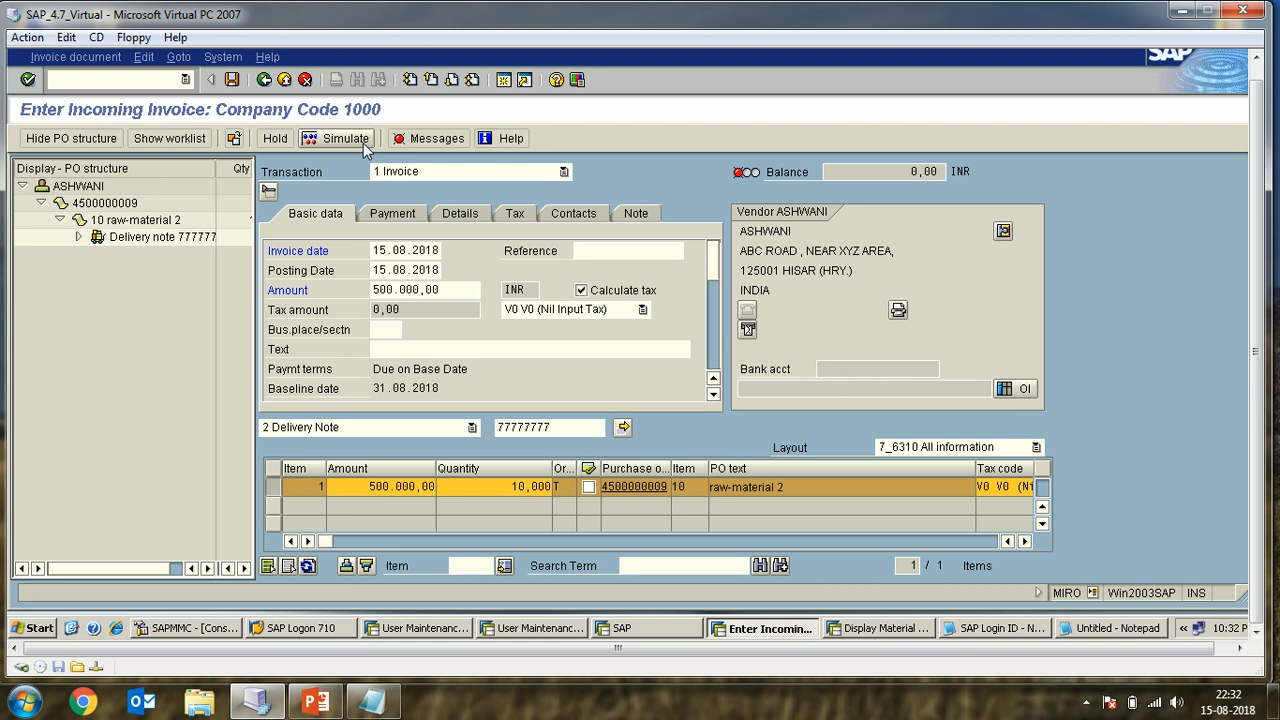 SAP_4.7_Virtual - Microsoft Virtual PC 2007
Action Edit CD Floppy Help
Invoice document Edit Goto System Help
SAP
Enter Incoming Invoice: Company Code 1000
Hide PO structure Show worklist Hold Simulate Messages Help
Display - PO structure Qty
ASHWANI
4500000009
10 raw-material 2
Delivery note 777777
Transaction 1 Invoice Balance 0,00 INR
Basic data Payment Details Tax Contacts Note
Invoice date 15.08.2018 Reference
Posting Date 15.08.2018
Amount 500.000,00 INR Calculate tax
Tax amount 0,00 V0 V0 (Nil Input Tax)
Bus.place/sectn
Text
Paymt terms Due on Base Date
Baseline date 31.08.2018
Vendor ASHWANI
ASHWANI
ABC ROAD , NEAR XYZ AREA,
125001 HISAR (HRY.)
INDIA
Bank acct
OI
2 Delivery Note 77777777
Layout 7_6310 All information
Item Amount Quantity Or... Purchase o... Item PO text Tax code
1 500.000,00 10,000 T 4500000009 10 raw-material 2 V0 V0 (Ni
Item Search Term 1 / 1 Items
MIRO Win2003SAP INS
Start SAPMMC - [Cons... SAP Logon 710 User Maintenanc... User Maintenanc... SAP Enter Incomin... Display Material ... SAP Login ID - N... Untitled - Notepad 10:32 P
22:32
15-08-2018